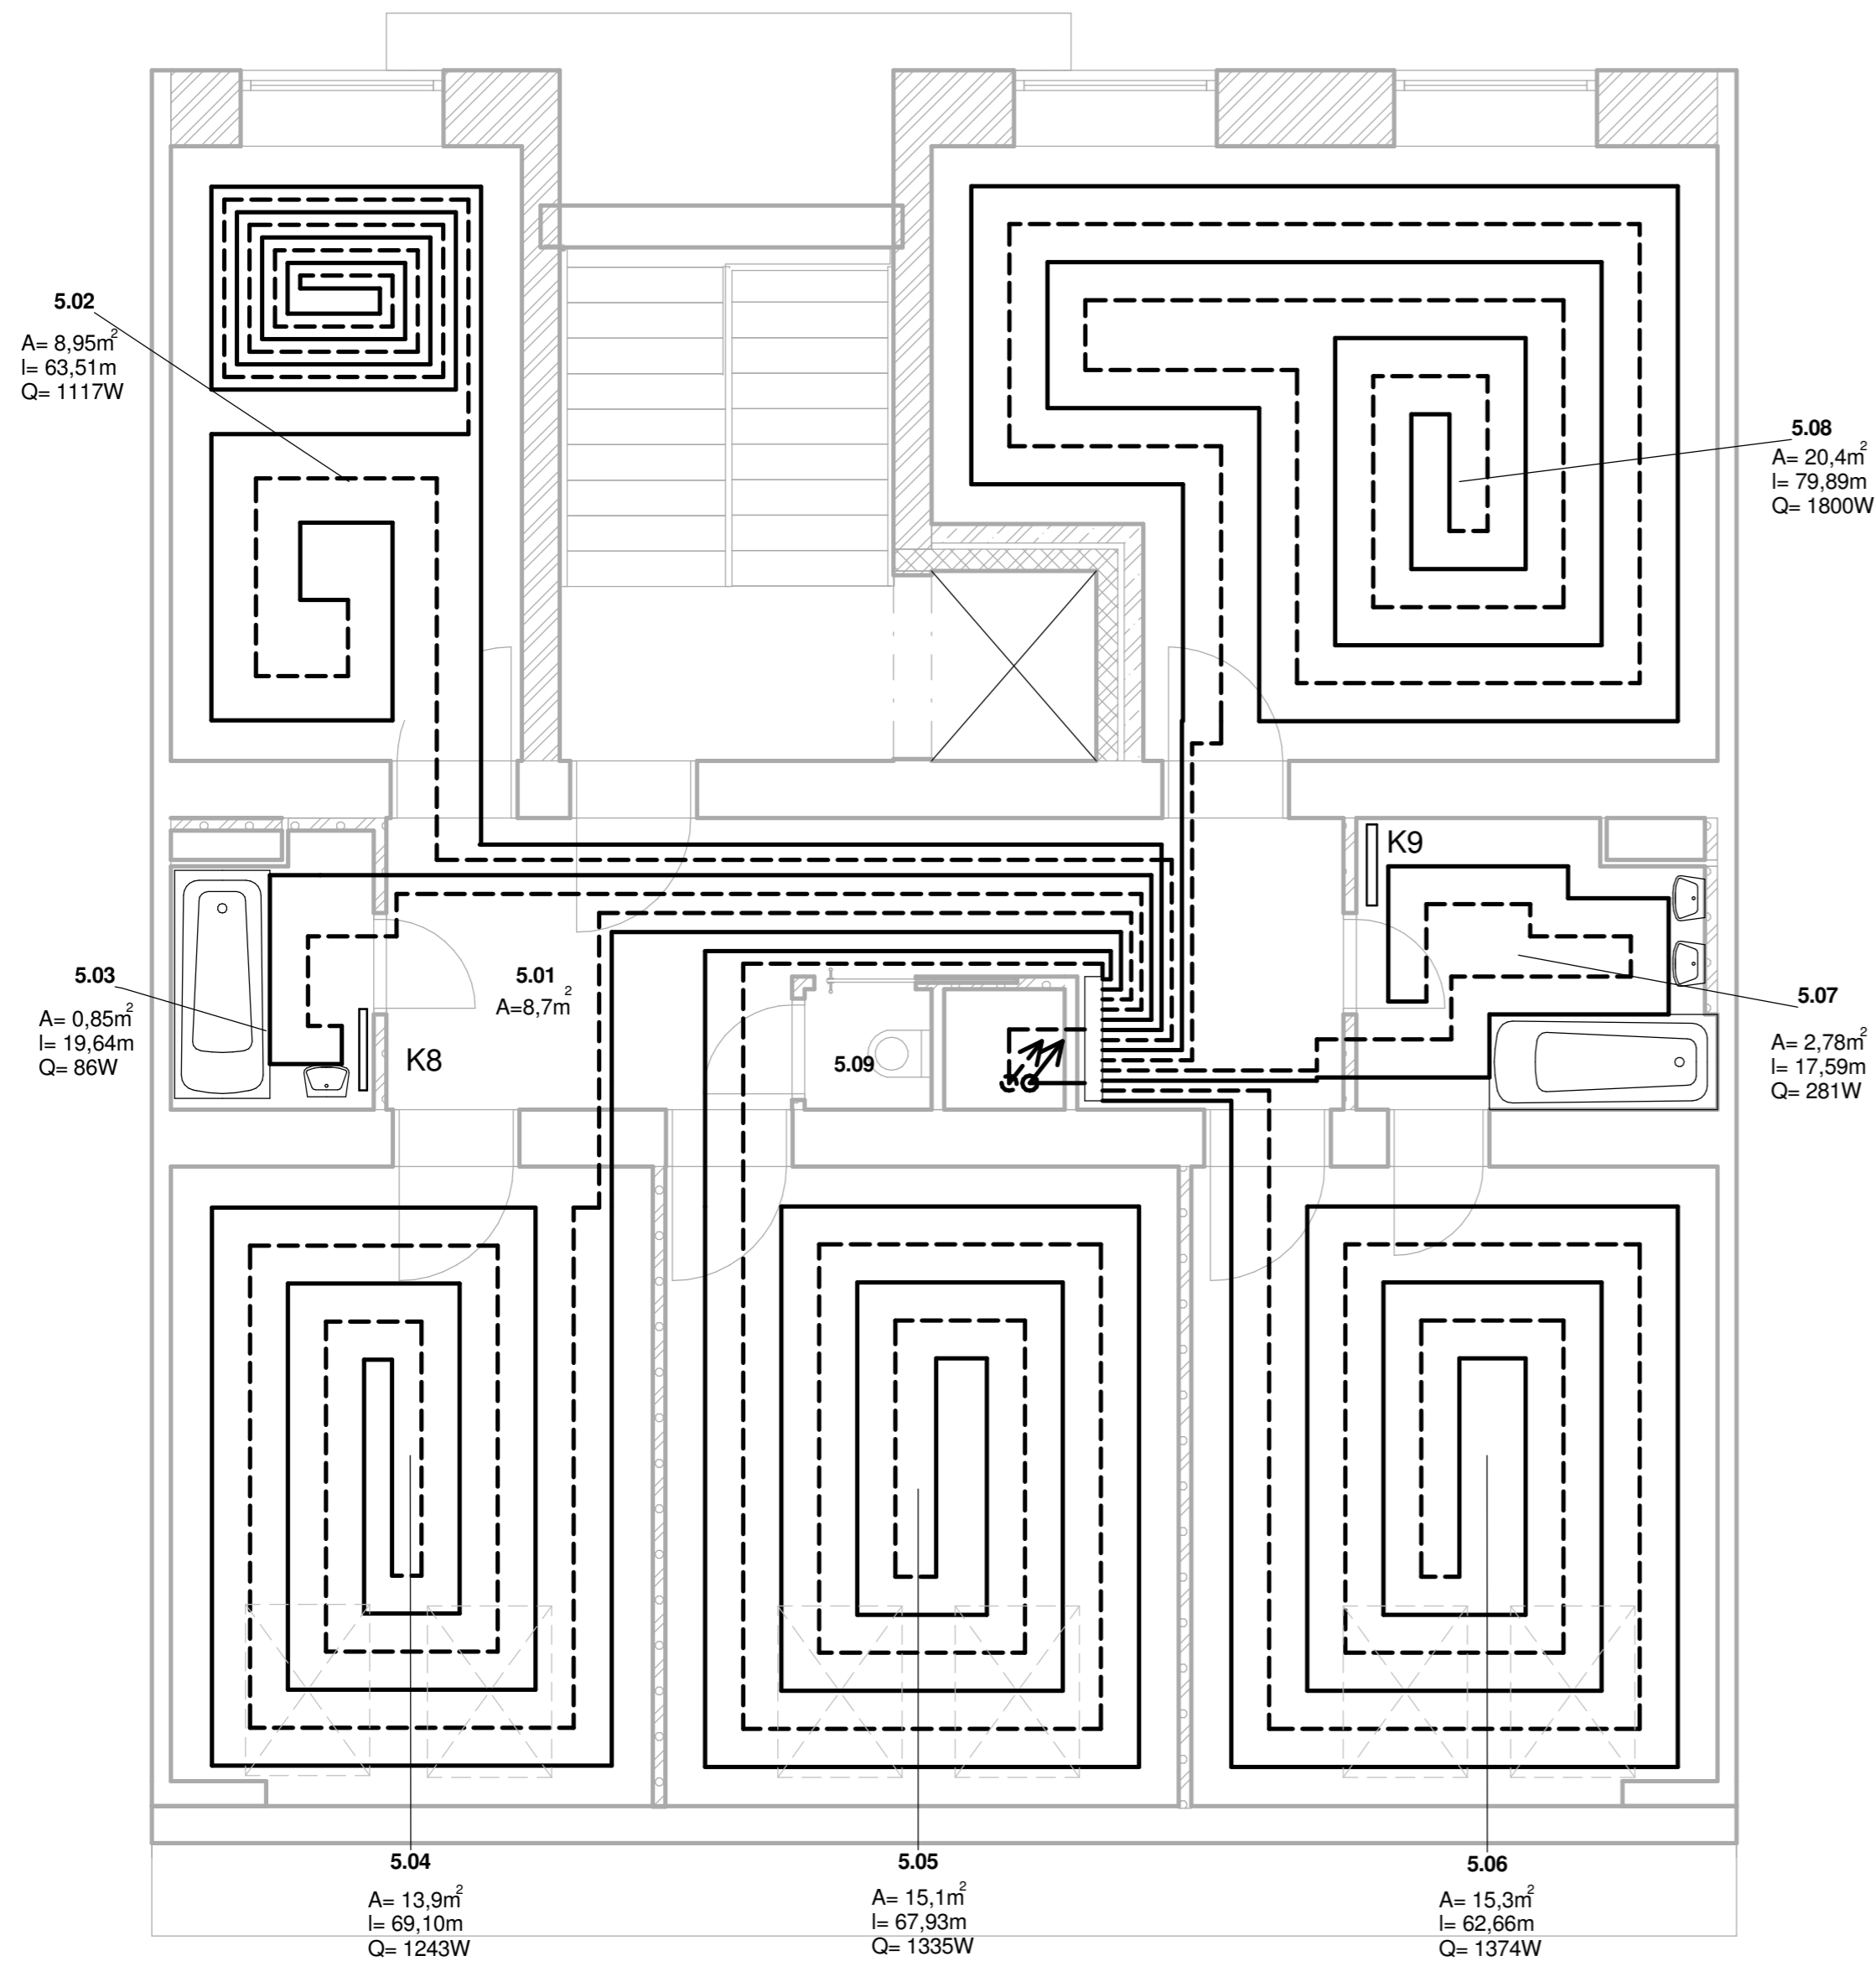 5.02
A= 8,95m²
l= 63,51m
Q= 1117W
5.08
A= 20,4m²
l= 79,89m
Q= 1800W
K9
5.03
A= 0,85m²
l= 19,64m
Q= 86W
5.01
A=8,7m²
K8
5.09
5.07
A= 2,78m²
l= 17,59m
Q= 281W
5.04
A= 13,9m²
l= 69,10m
Q= 1243W
5.05
A= 15,1m²
l= 67,93m
Q= 1335W
5.06
A= 15,3m²
l= 62,66m
Q= 1374W